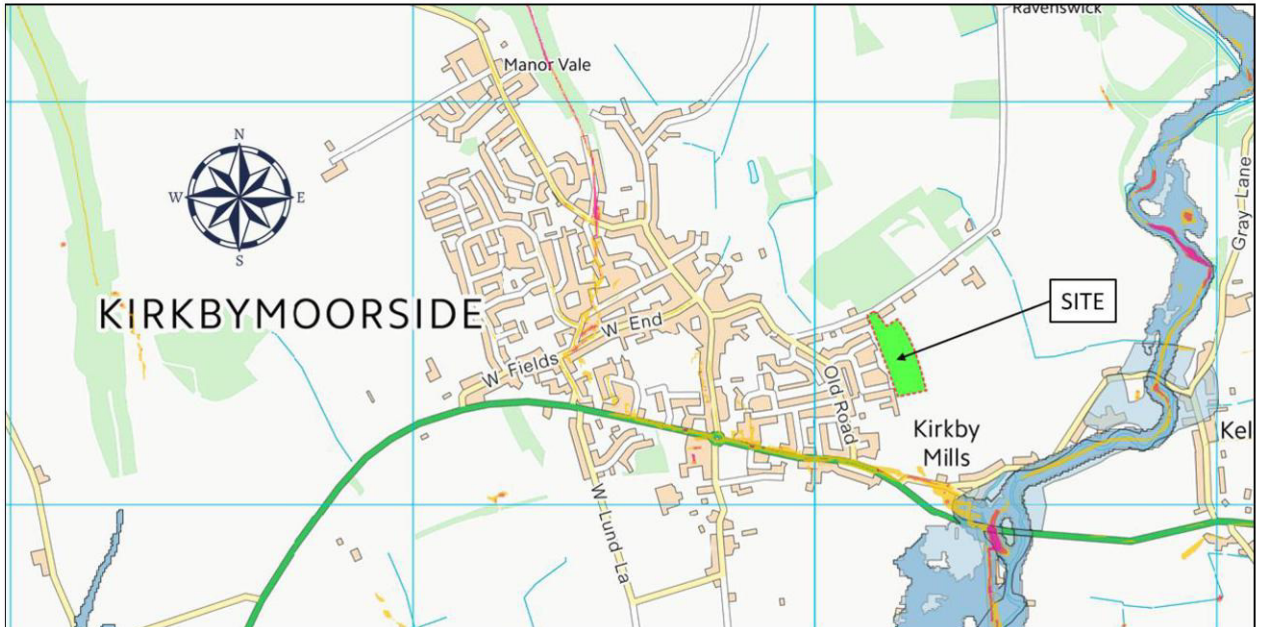 Ravenswick
Manor Vale
N
W
E
S
Gray Lane
KIRKBYMOORSIDE
SITE
W End
W Fields
Old Road
Kirkby
Mills
Kel
W Lund La